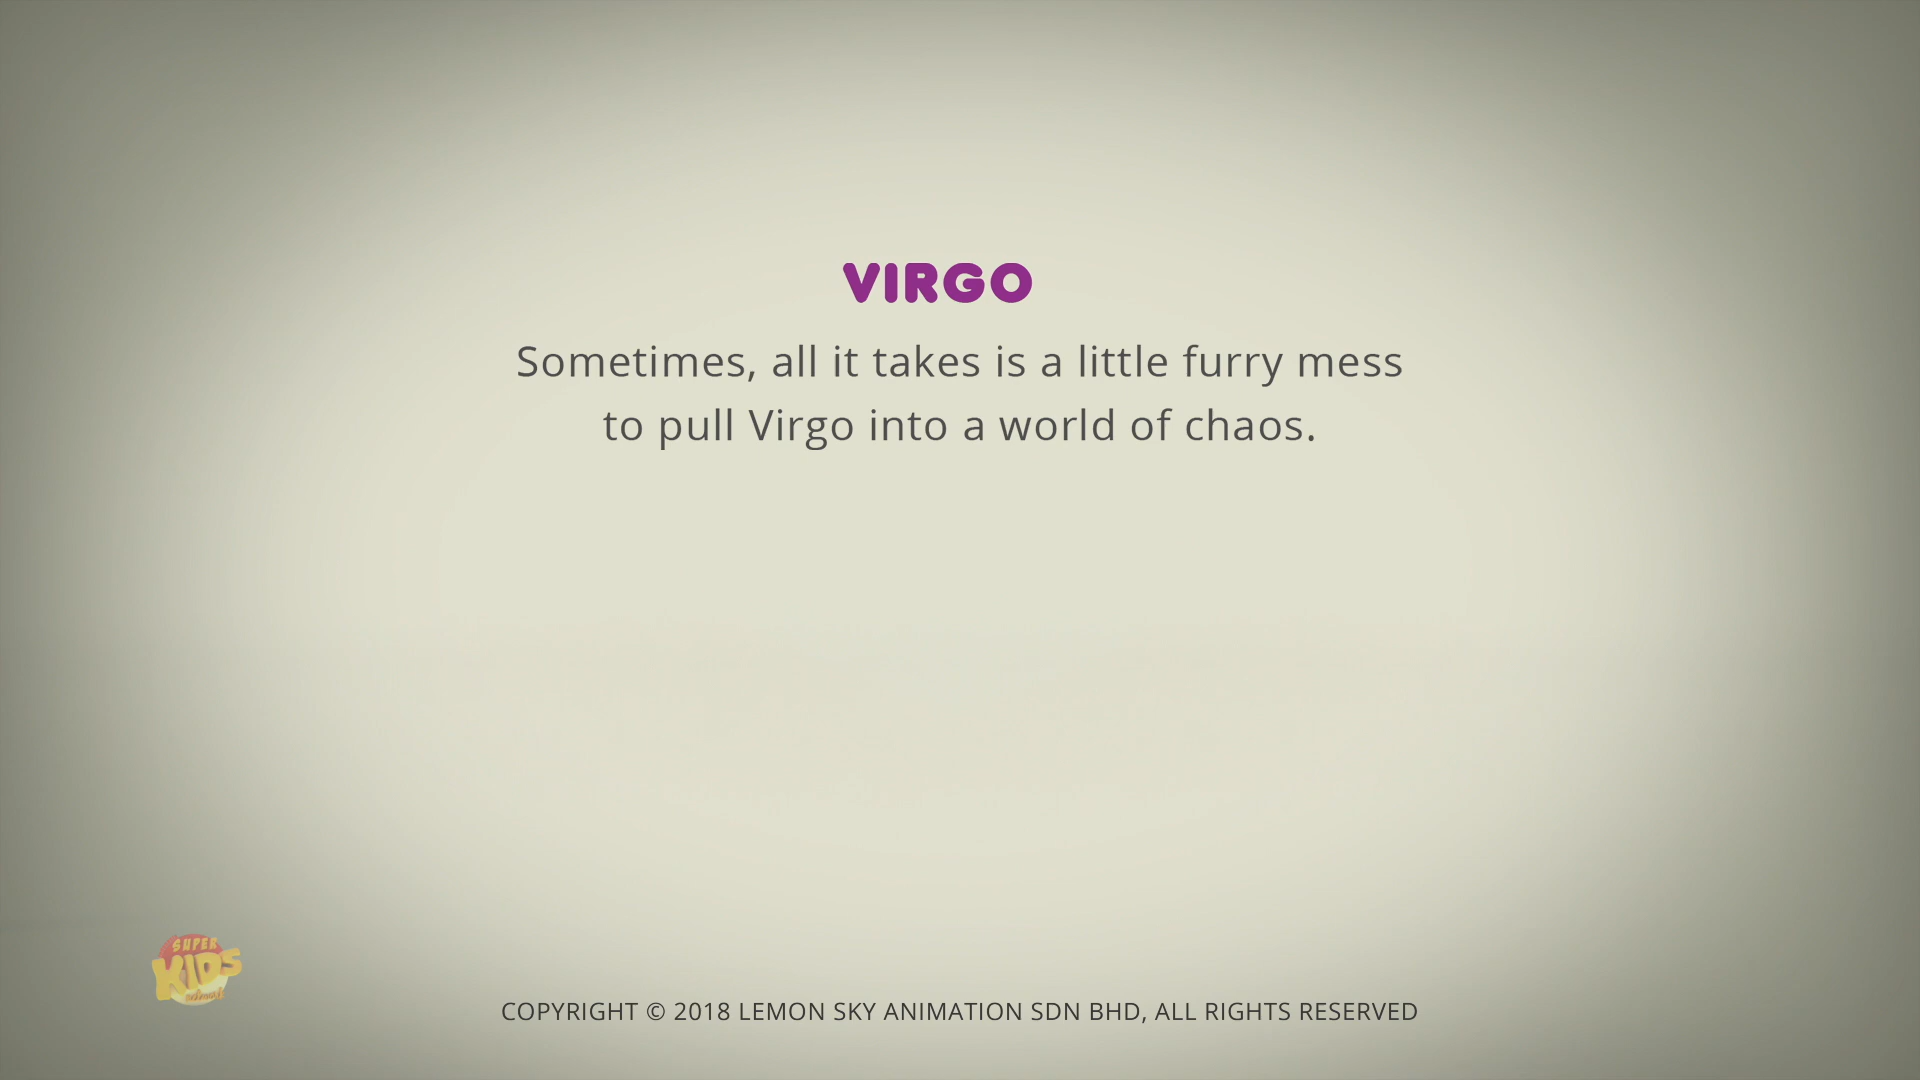 VIRGO
Sometimes, all it takes is a little furry mess
to pull Virgo into a world of chaos.
SUPER
KIDS
COPYRIGHT © 2018 LEMON SKY ANIMATION SDN BHD, ALL RIGHTS RESERVED